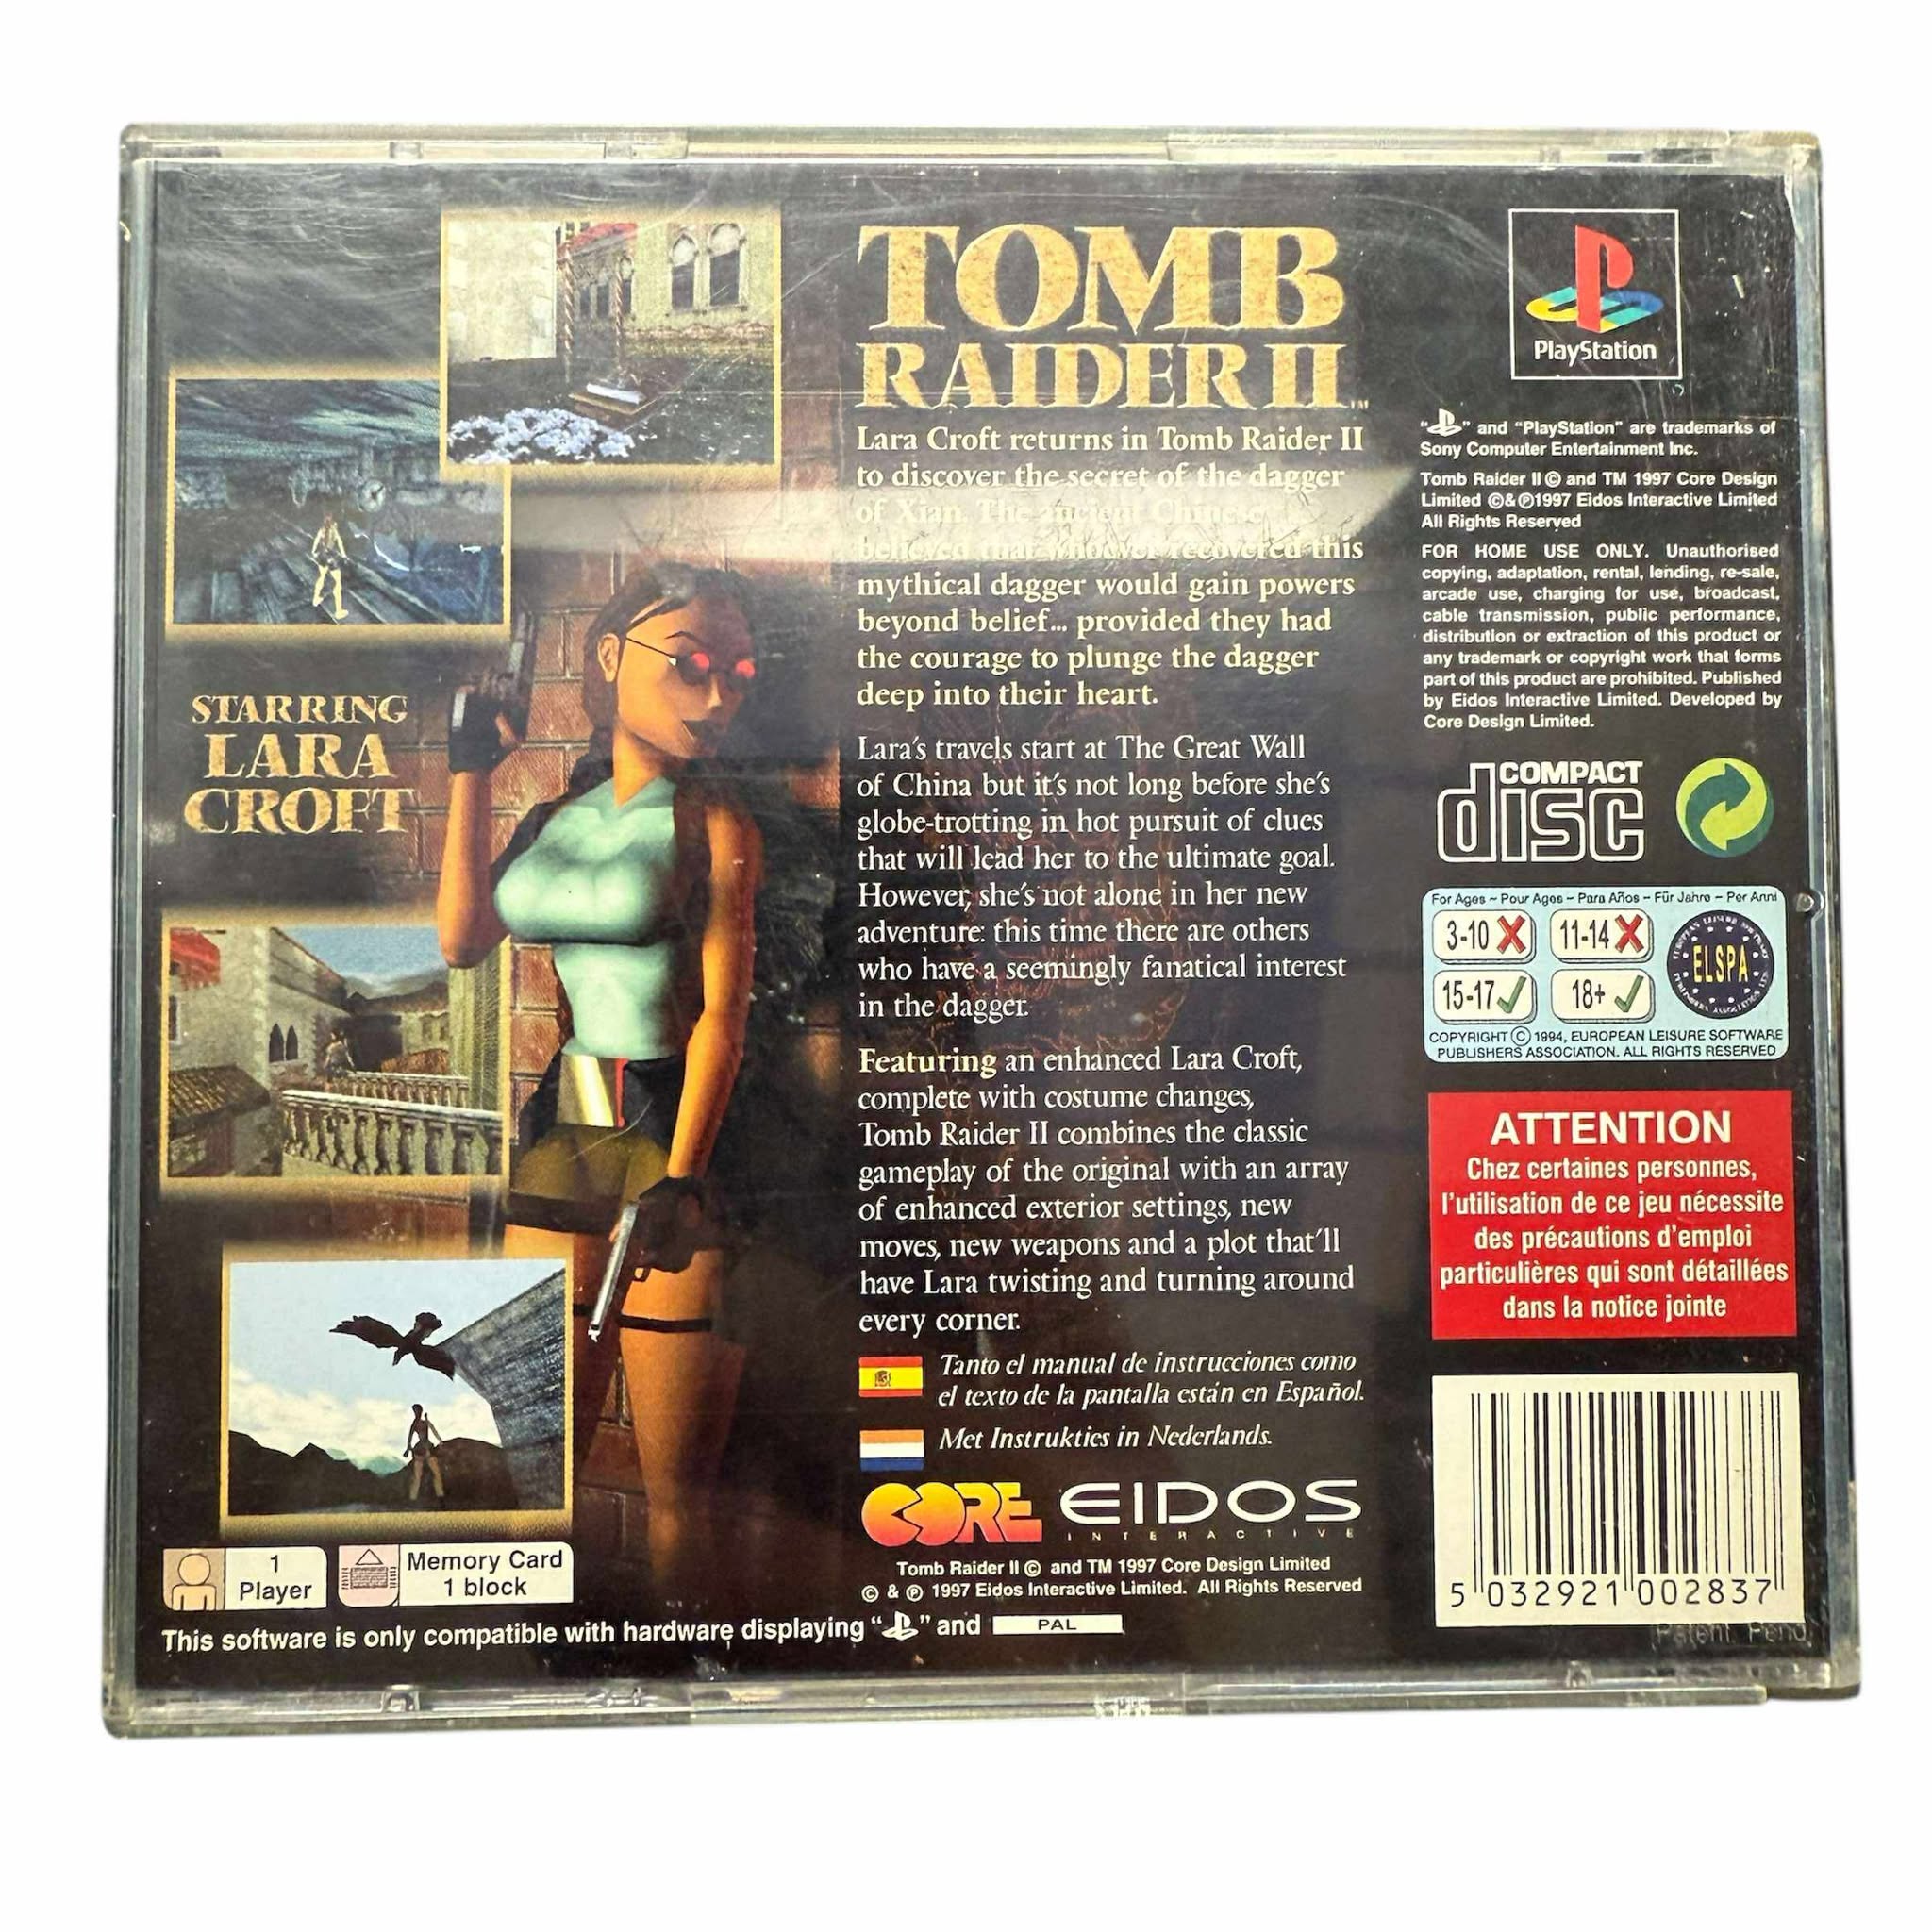 TOMB
RAIDER II™
Lara Croft returns in Tomb Raider II
to discover the secret of the dagger
of Xian. The ancient Chinese
believed that whoever recovered this
mythical dagger would gain powers
beyond belief... provided they had
the courage to plunge the dagger
deep into their heart.
Lara's travels start at The Great Wall
of China but it's not long before she's
globe-trotting in hot pursuit of clues
that will lead her to the ultimate goal.
However, she's not alone in her new
adventure: this time there are others
who have a seemingly fanatical interest
in the dagger.
Featuring an enhanced Lara Croft,
complete with costume changes,
Tomb Raider II combines the classic
gameplay of the original with an array
of enhanced exterior settings, new
moves, new weapons and a plot that'll
have Lara twisting and turning around
every corner.
Tanto el manual de instrucciones como
el texto de la pantalla están en Español.
Met Instrukties in Nederlands.
CORE EIDOS
INTERACTIVE
Tomb Raider II © and TM 1997 Core Design Limited
© & ℗ 1997 Eidos Interactive Limited. All Rights Reserved
STARRING
LARA
CROFT
1
Player
Memory Card
1 block
This software is only compatible with hardware displaying "PS" and PAL
PlayStation
"PS" and "PlayStation" are trademarks of
Sony Computer Entertainment Inc.
Tomb Raider II © and TM 1997 Core Design
Limited ©&℗1997 Eidos Interactive Limited
All Rights Reserved
FOR HOME USE ONLY. Unauthorised
copying, adaptation, rental, lending, re-sale,
arcade use, charging for use, broadcast,
cable transmission, public performance,
distribution or extraction of this product or
any trademark or copyright work that forms
part of this product are prohibited. Published
by Eidos Interactive Limited. Developed by
Core Design Limited.
COMPACT
disc
For Ages - Pour Ages - Para Años - Für Jahre - Per Anni
3-10 11-14
15-17 18+
ELSPA
COPYRIGHT © 1994, EUROPEAN LEISURE SOFTWARE
PUBLISHERS ASSOCIATION. ALL RIGHTS RESERVED
ATTENTION
Chez certaines personnes,
l'utilisation de ce jeu nécessite
des précautions d'emploi
particulières qui sont détaillées
dans la notice jointe
5 032921 002837
Patent Pend